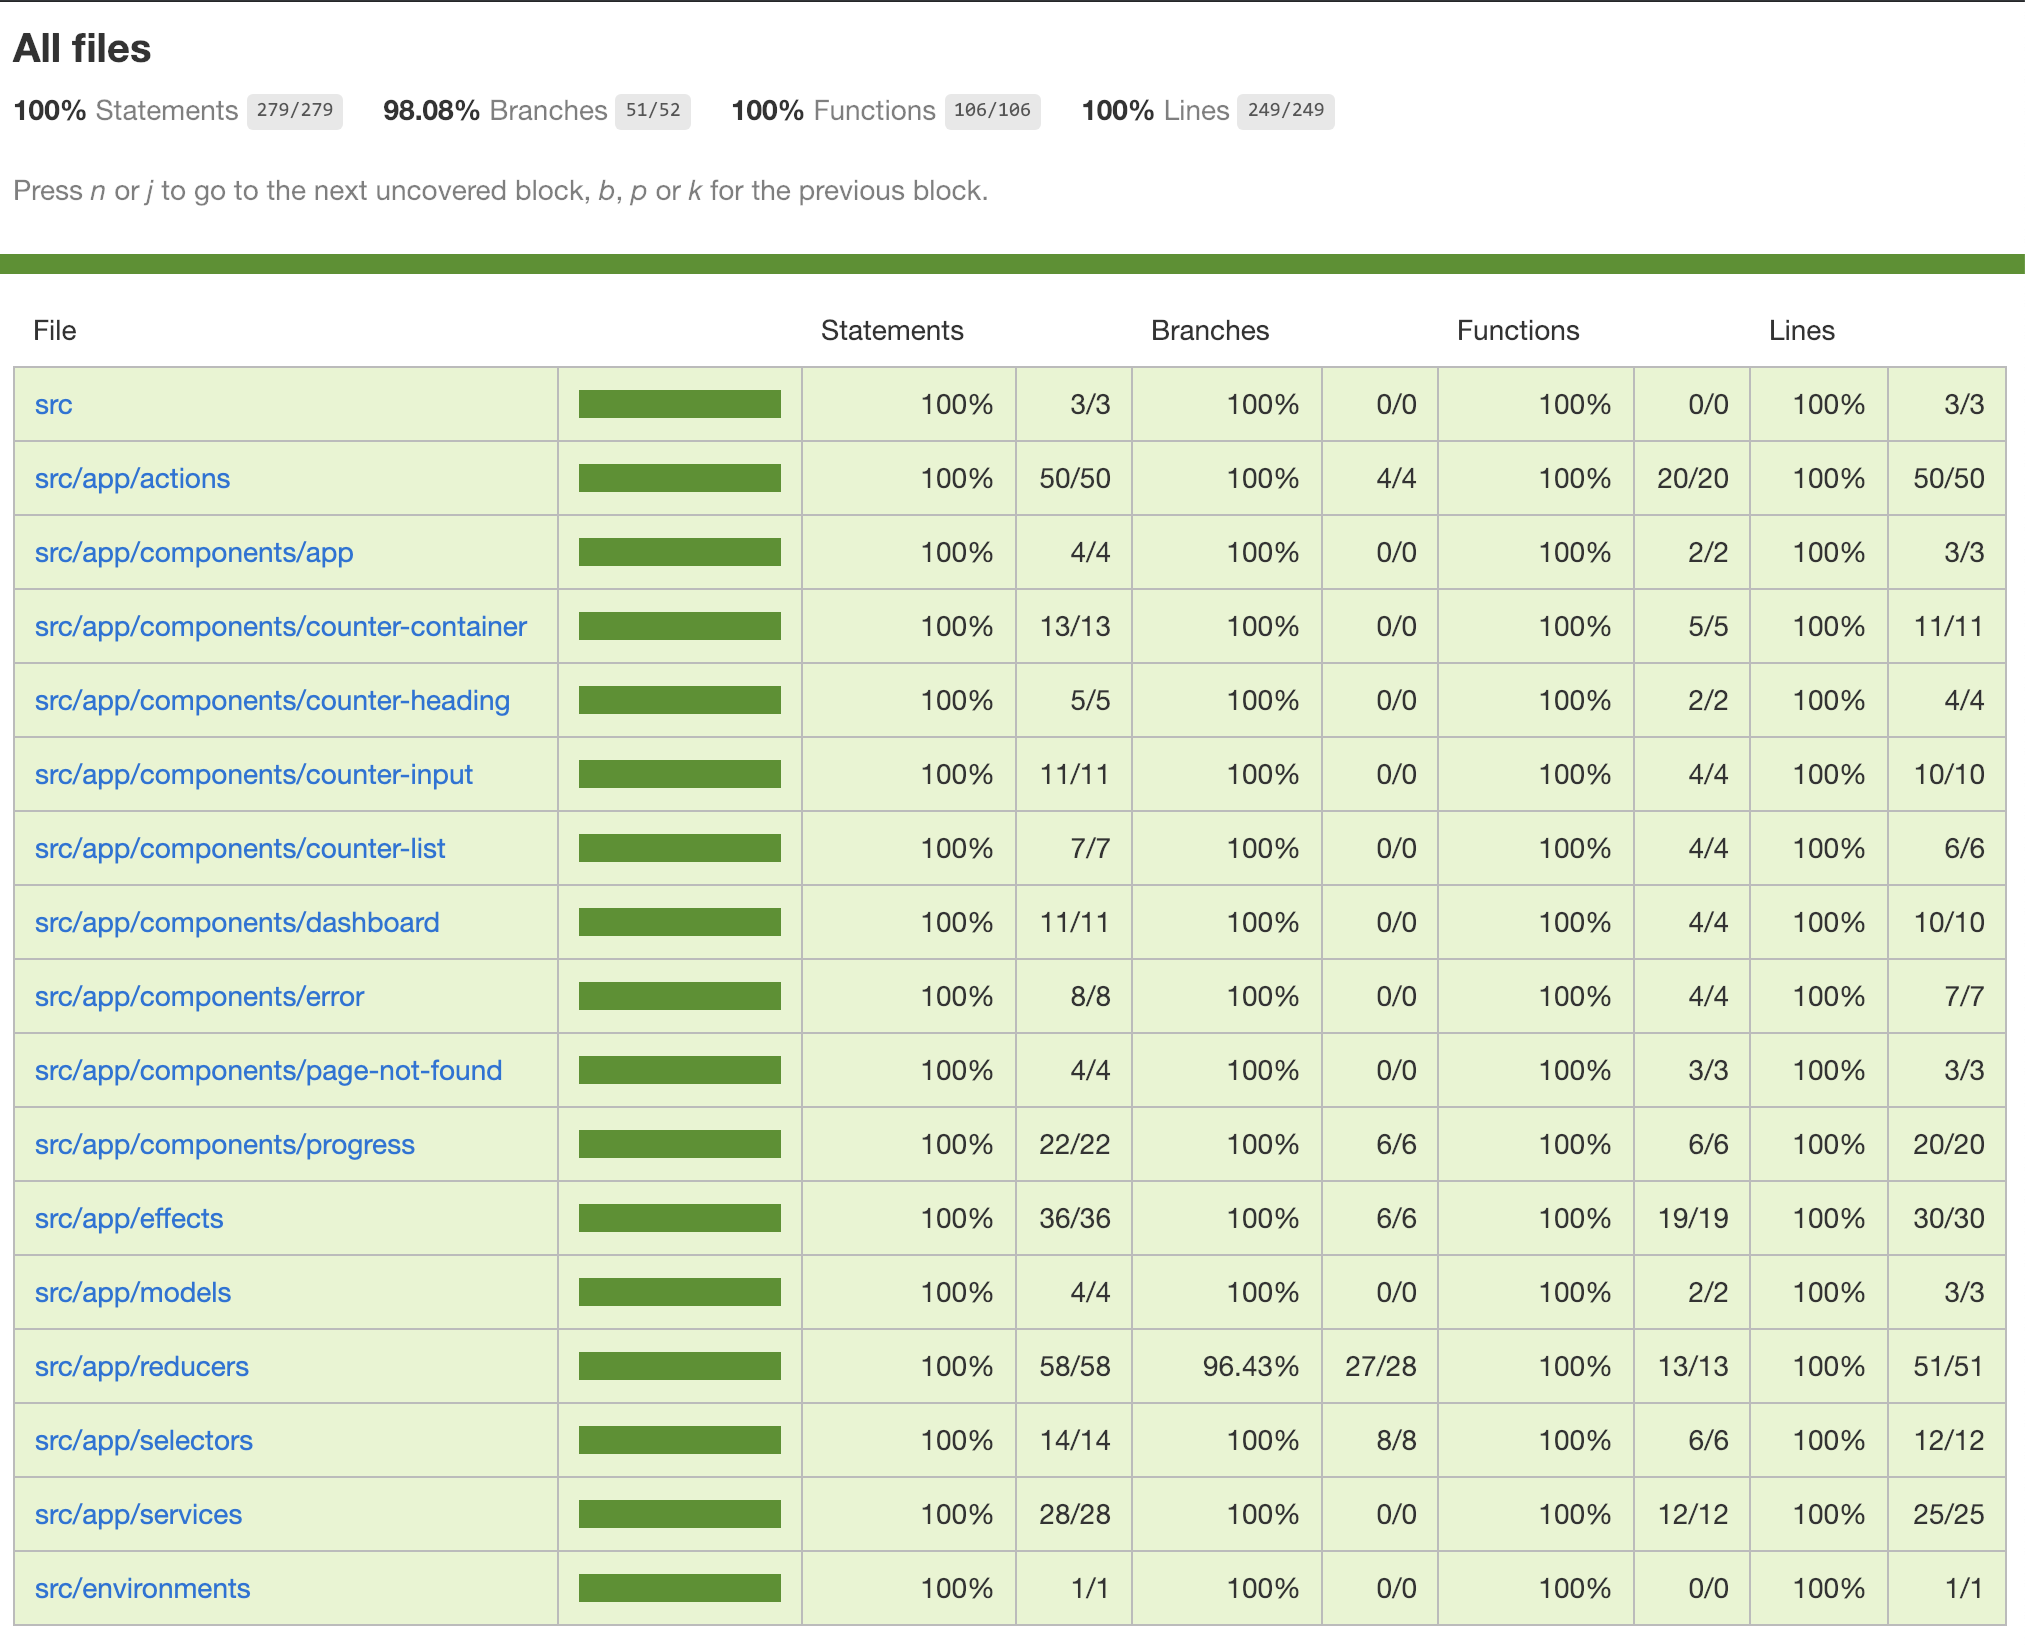 All files
100% Statements 279/279 98.08% Branches 51/52 100% Functions 106/106 100% Lines 249/249
Press n or j to go to the next uncovered block, b, p or k for the previous block.
File Statements Branches Functions Lines
src 100% 3/3 100% 0/0 100% 0/0 100% 3/3
src/app/actions 100% 50/50 100% 4/4 100% 20/20 100% 50/50
src/app/components/app 100% 4/4 100% 0/0 100% 2/2 100% 3/3
src/app/components/counter-container 100% 13/13 100% 0/0 100% 5/5 100% 11/11
src/app/components/counter-heading 100% 5/5 100% 0/0 100% 2/2 100% 4/4
src/app/components/counter-input 100% 11/11 100% 0/0 100% 4/4 100% 10/10
src/app/components/counter-list 100% 7/7 100% 0/0 100% 4/4 100% 6/6
src/app/components/dashboard 100% 11/11 100% 0/0 100% 4/4 100% 10/10
src/app/components/error 100% 8/8 100% 0/0 100% 4/4 100% 7/7
src/app/components/page-not-found 100% 4/4 100% 0/0 100% 3/3 100% 3/3
src/app/components/progress 100% 22/22 100% 6/6 100% 6/6 100% 20/20
src/app/effects 100% 36/36 100% 6/6 100% 19/19 100% 30/30
src/app/models 100% 4/4 100% 0/0 100% 2/2 100% 3/3
src/app/reducers 100% 58/58 96.43% 27/28 100% 13/13 100% 51/51
src/app/selectors 100% 14/14 100% 8/8 100% 6/6 100% 12/12
src/app/services 100% 28/28 100% 0/0 100% 12/12 100% 25/25
src/environments 100% 1/1 100% 0/0 100% 0/0 100% 1/1